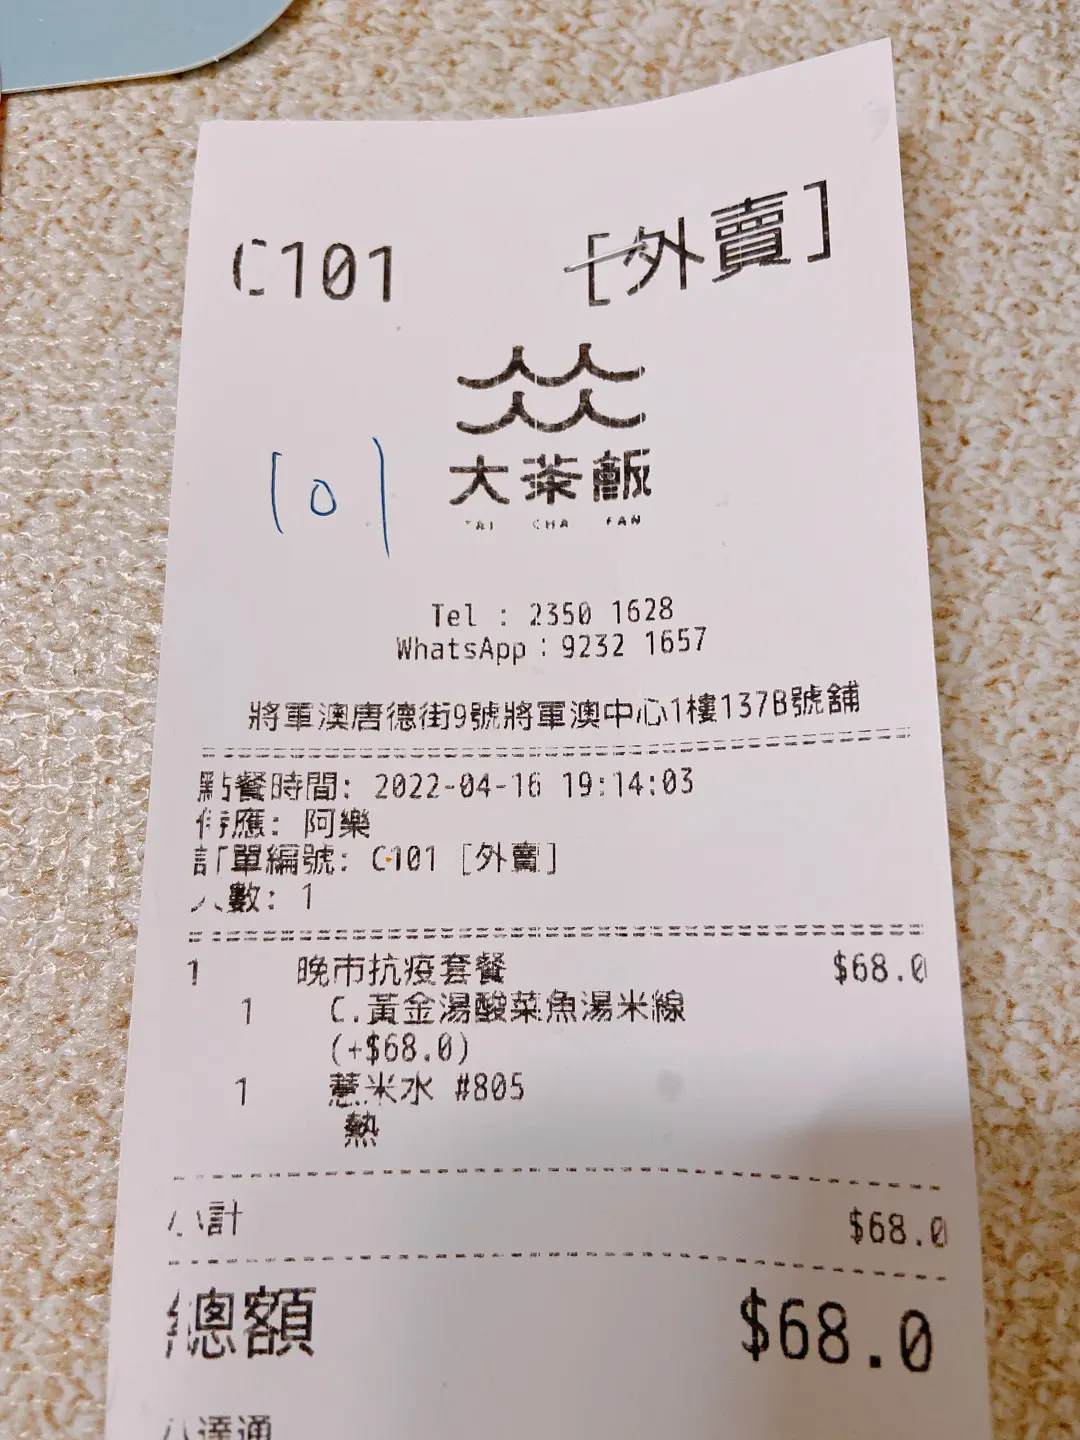 C101 [外賣]
大茶飯
TAI CHA FAN
101
Tel : 2350 1628
WhatsApp : 9232 1657
將軍澳唐德街9號將軍澳中心1樓137B號舖
點餐時間: 2022-04-16 19:14:03
侍應: 阿樂
訂單編號: C101 [外賣]
人數: 1
1 晚市抗疫套餐 $68.0
1 C.黃金湯酸菜魚湯米線
(+$68.0)
1 薏米水 #805
熱
小計 $68.0
總額 $68.0
八達通